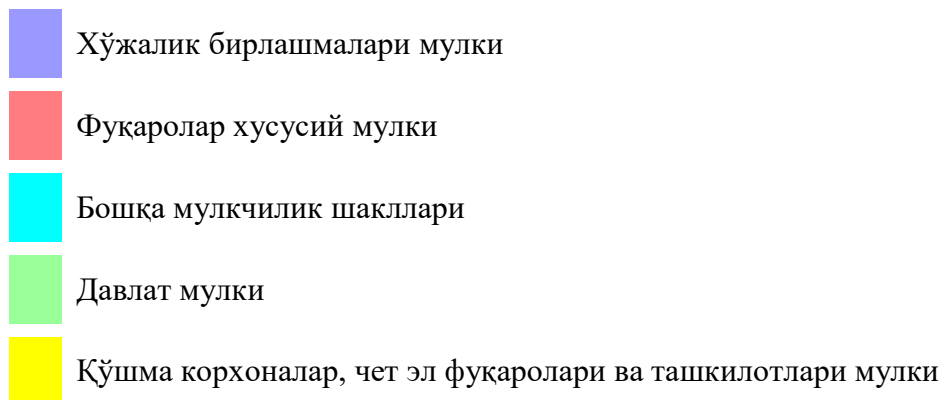 Хўжалик бирлашмалари мулки
Фуқаролар хусусий мулки
Бошқа мулкчилик шакллари
Давлат мулки
Қўшма корхоналар, чет эл фуқаролари ва ташкилотлари мулки